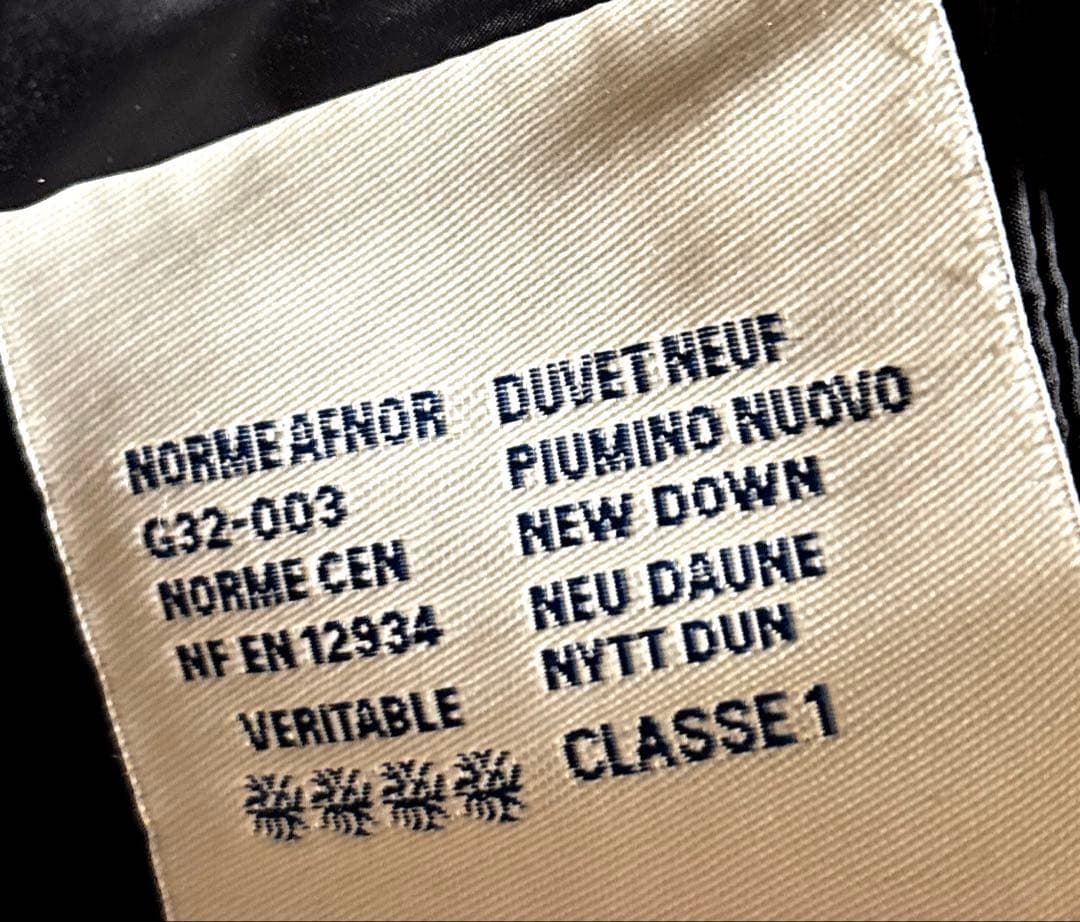 NORME AFNOR
G32-003
NORME CEN
NF EN 12934
VERITABLE
DUVET NEUF
PIUMINO NUOVO
NEW DOWN
NEU DAUNE
NYTT DUN
CLASSE 1